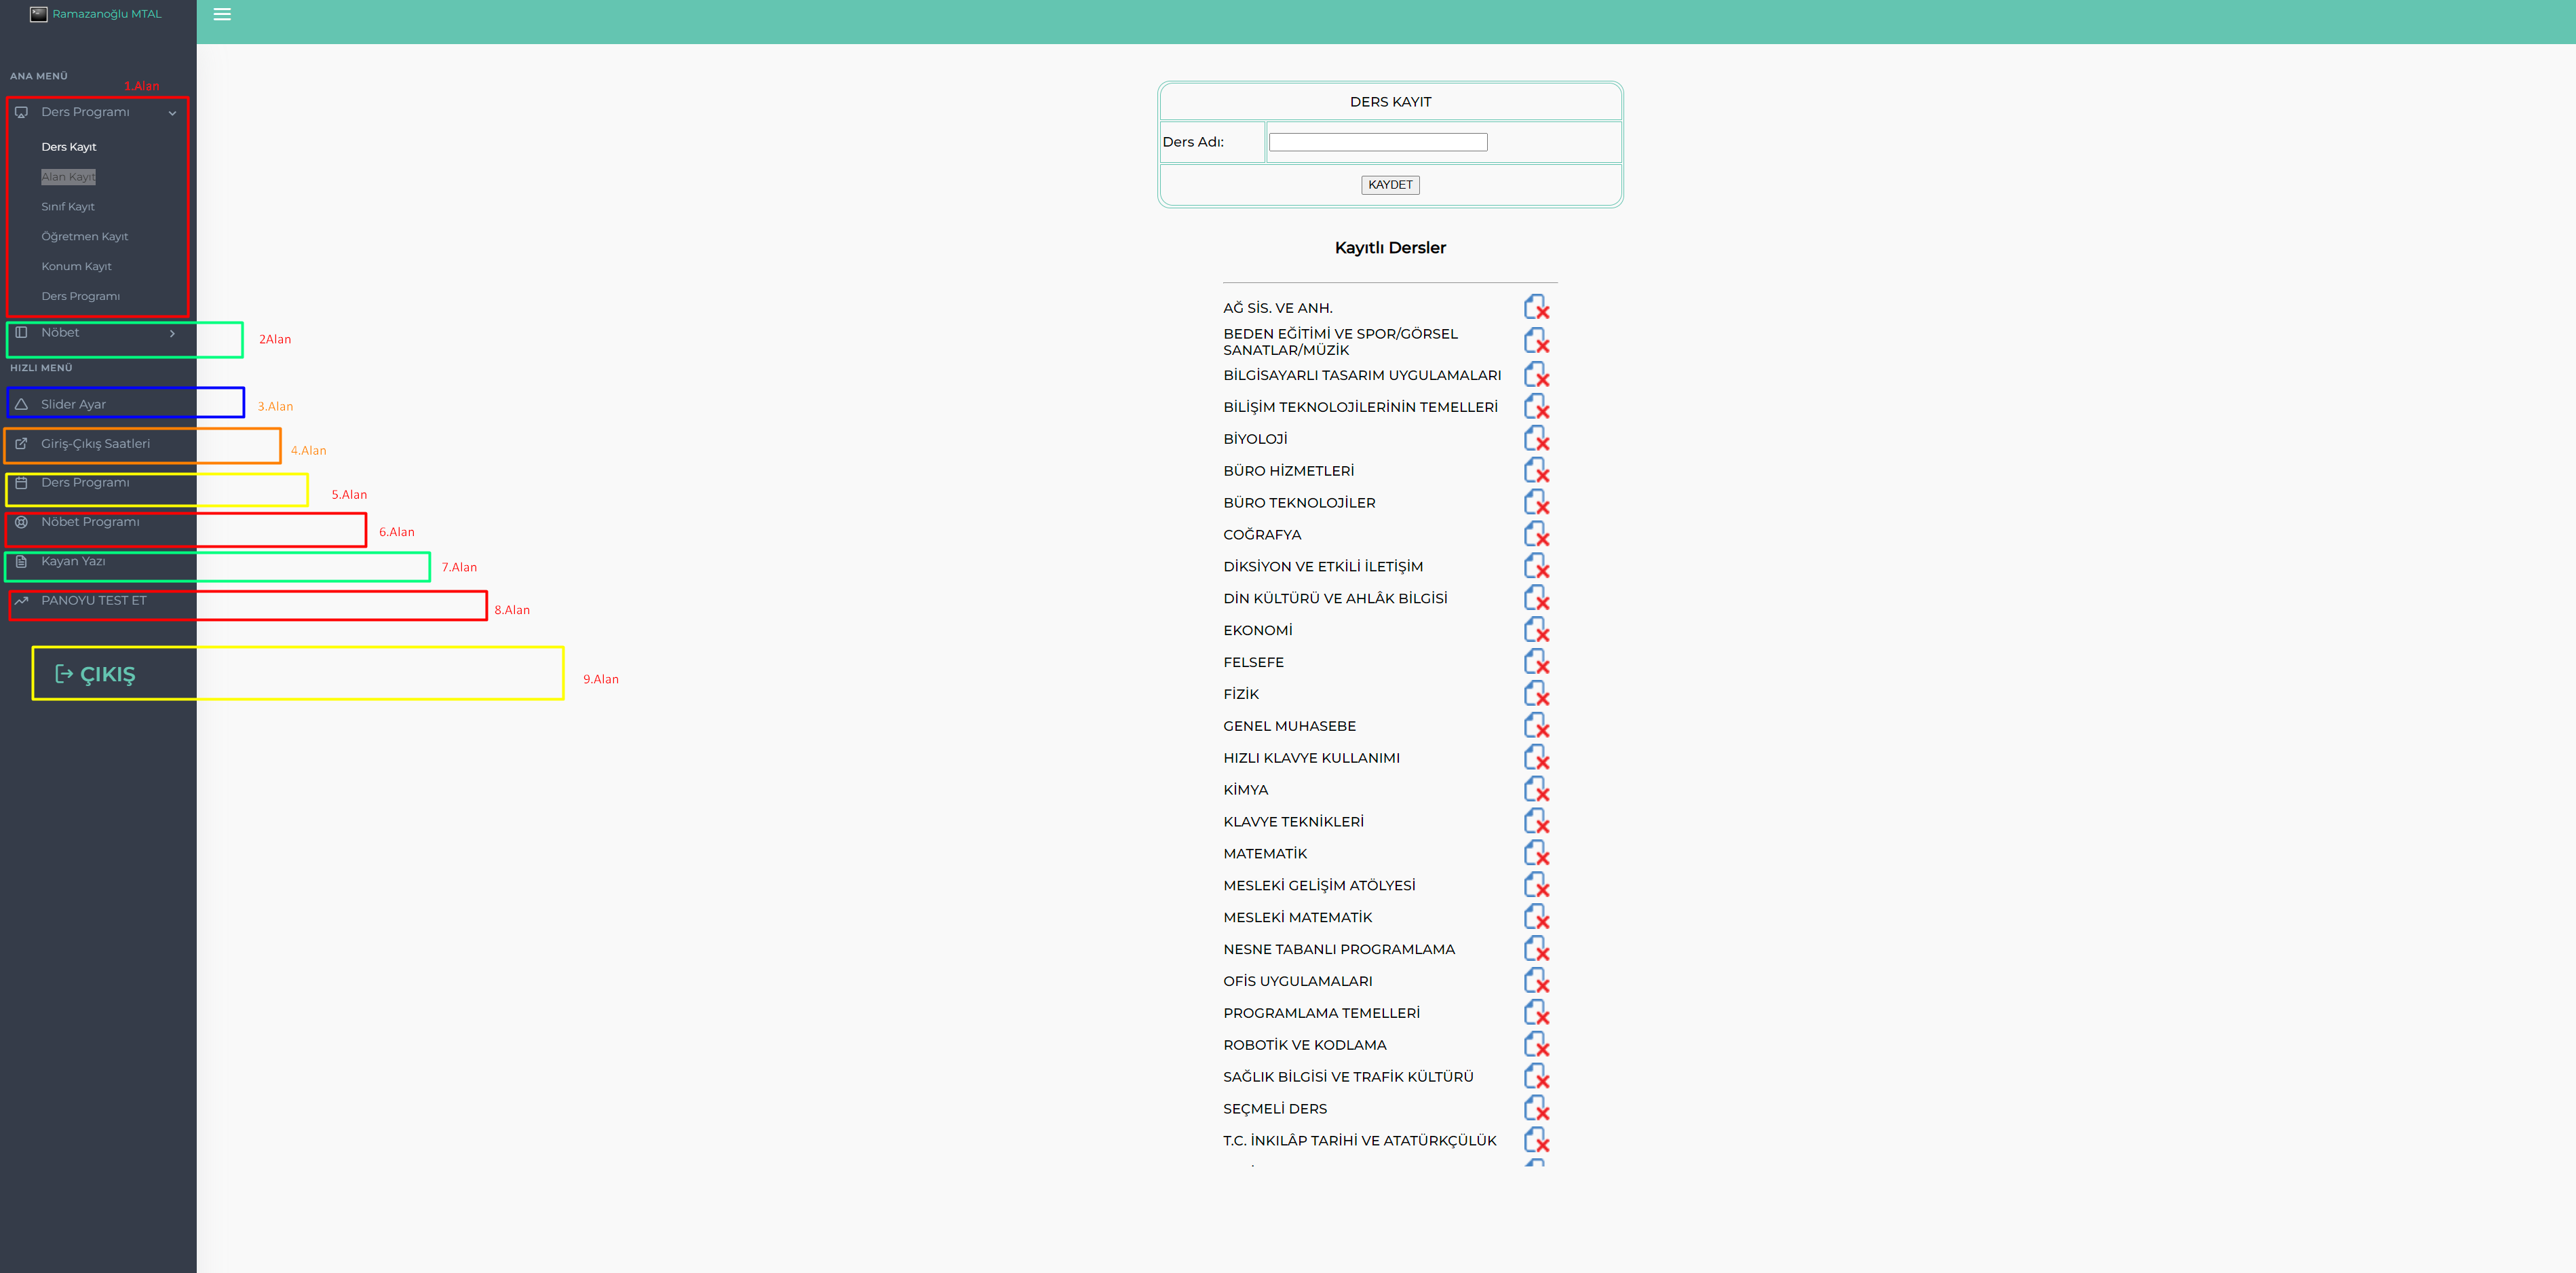 Ramazanoğlu MTAL
ANA MENÜ
1.Alan
Ders Programı
Ders Kayıt
Alan Kayıt
Sınıf Kayıt
Öğretmen Kayıt
Konum Kayıt
Ders Programı
Nöbet
2Alan
HIZLI MENÜ
Slider Ayar
3.Alan
Giriş-Çıkış Saatleri
4.Alan
Ders Programı
5.Alan
Nöbet Programı
6.Alan
Kayan Yazı
7.Alan
PANOYU TEST ET
8.Alan
ÇIKIŞ
9.Alan
DERS KAYIT
Ders Adı:
KAYDET
Kayıtlı Dersler
AĞ SİS. VE ANH.
BEDEN EĞİTİMİ VE SPOR/GÖRSEL
SANATLAR/MÜZİK
BİLGİSAYARLI TASARIM UYGULAMALARI
BİLİŞİM TEKNOLOJİLERİNİN TEMELLERİ
BİYOLOJİ
BÜRO HİZMETLERİ
BÜRO TEKNOLOJİLER
COĞRAFYA
DİKSİYON VE ETKİLİ İLETİŞİM
DİN KÜLTÜRÜ VE AHLÂK BİLGİSİ
EKONOMİ
FELSEFE
FİZİK
GENEL MUHASEBE
HIZLI KLAVYE KULLANIMI
KİMYA
KLAVYE TEKNİKLERİ
MATEMATİK
MESLEKİ GELİŞİM ATÖLYESİ
MESLEKİ MATEMATİK
NESNE TABANLI PROGRAMLAMA
OFİS UYGULAMALARI
PROGRAMLAMA TEMELLERİ
ROBOTİK VE KODLAMA
SAĞLIK BİLGİSİ VE TRAFİK KÜLTÜRÜ
SEÇMELİ DERS
T.C. İNKILÂP TARİHİ VE ATATÜRKÇÜLÜK